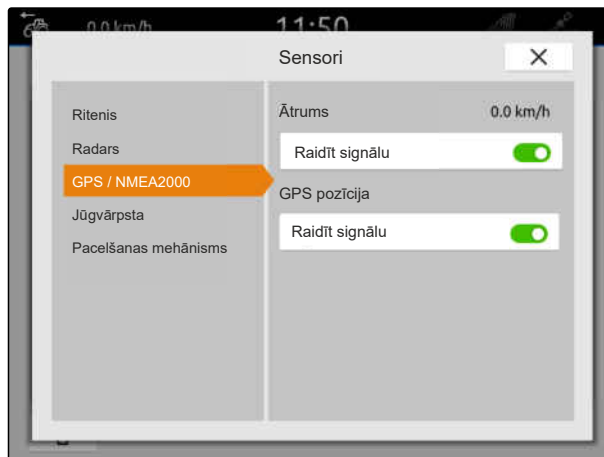 0.0 km/h 11:50
Sensori
Ritenis
Radars
GPS / NMEA2000
Jūgvārpsta
Pacelšanas mehānisms
Ātrums 0.0 km/h
Raidīt signālu
GPS pozīcija
Raidīt signālu